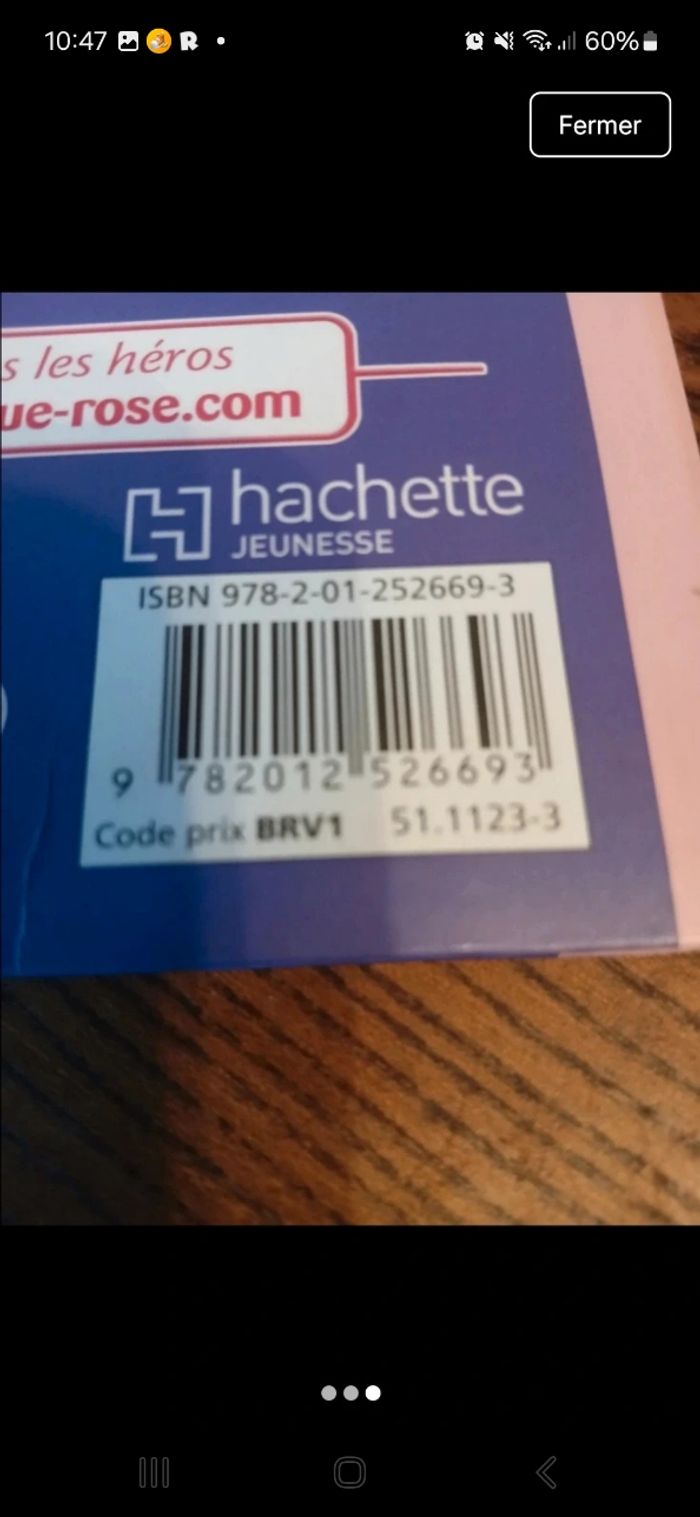 10:47
60%
Fermer
s les héros
ue-rose.com
hachette
JEUNESSE
ISBN 978-2-01-252669-3
9 782012 526693
Code prix BRV1 51.1123-3